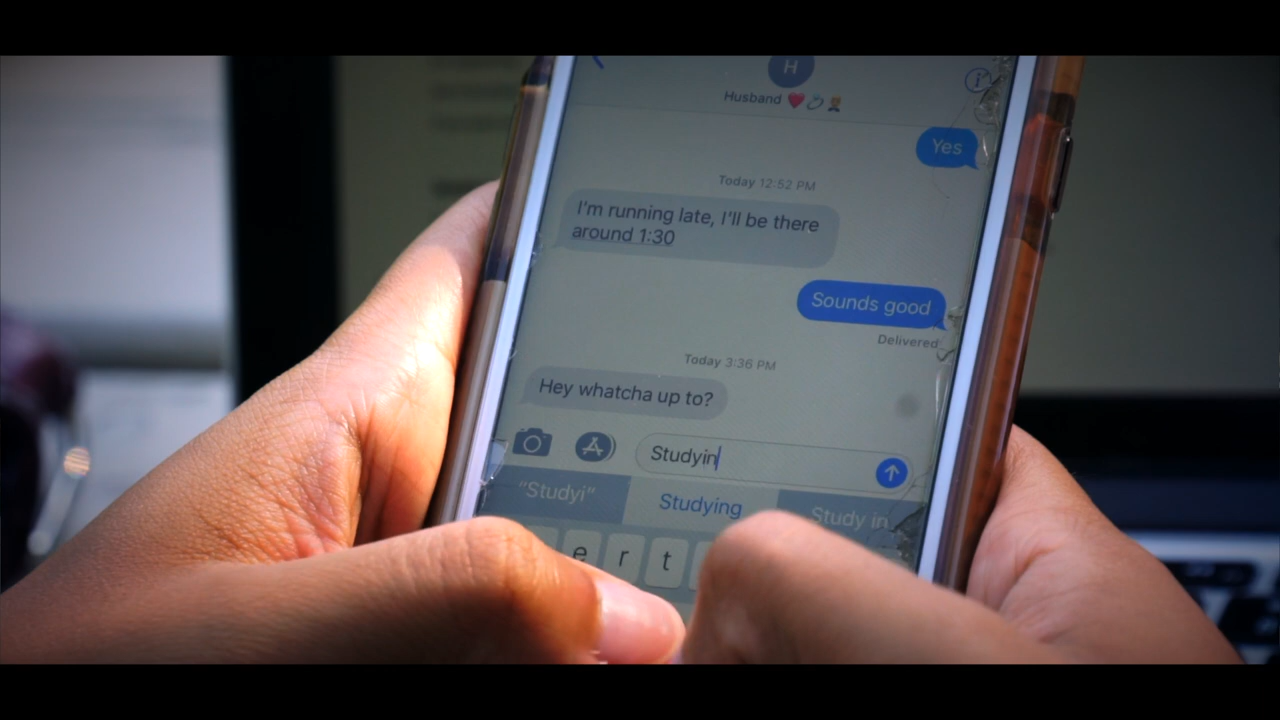 H
Husband ❤️💍🤵🏽
Yes
Today 12:52 PM
I'm running late, I'll be there
around 1:30
Sounds good
Delivered
Today 3:36 PM
Hey whatcha up to?
Studyin
"Studyi" Studying Study in
e r t